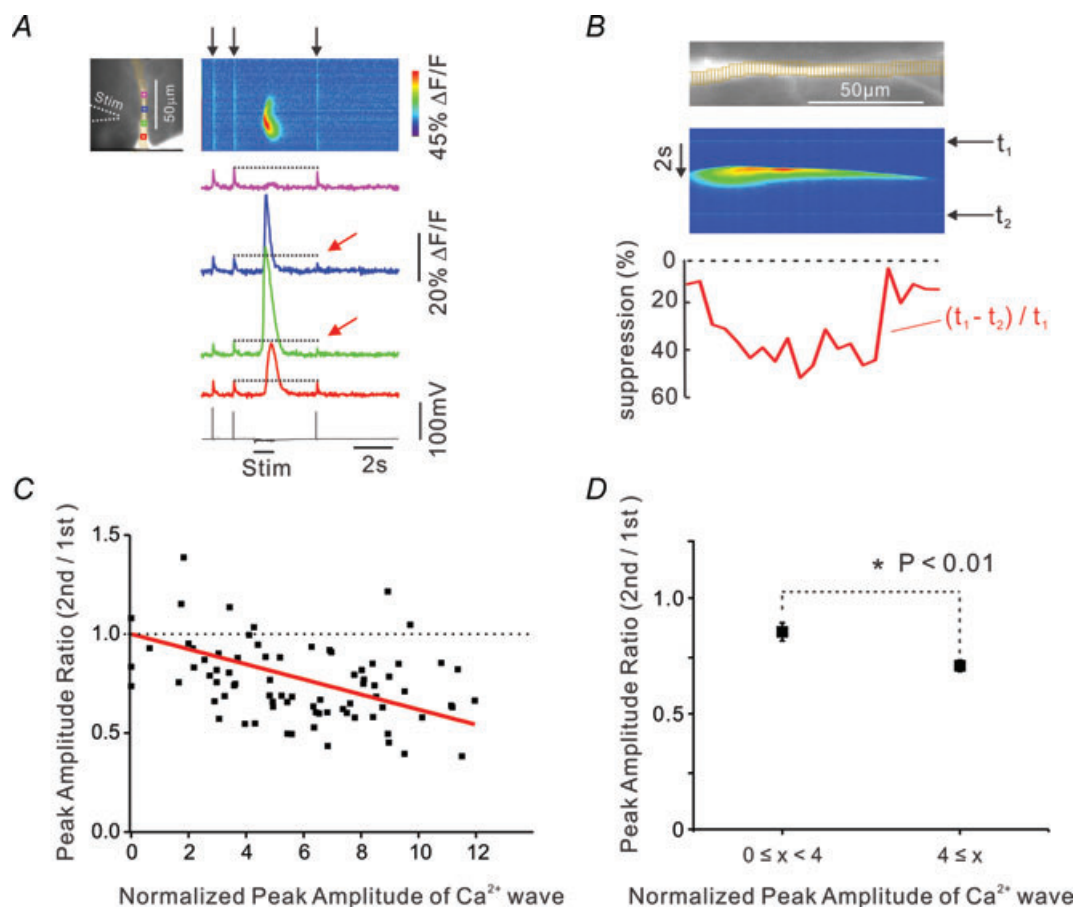 A
Stim
50μm
45% ΔF/F
20% ΔF/F
100mV
Stim
2s
B
50μm
2s
t₁
t₂
suppression (%)
0
20
40
60
(t₁ - t₂) / t₁
C
Peak Amplitude Ratio (2nd / 1st)
1.5
1.0
0.5
0.0
0 2 4 6 8 10 12
Normalized Peak Amplitude of Ca²⁺ wave
D
Peak Amplitude Ratio (2nd / 1st)
1.0
0.5
0
* P < 0.01
0 ≤ x < 4
4 ≤ x
Normalized Peak Amplitude of Ca²⁺ wave